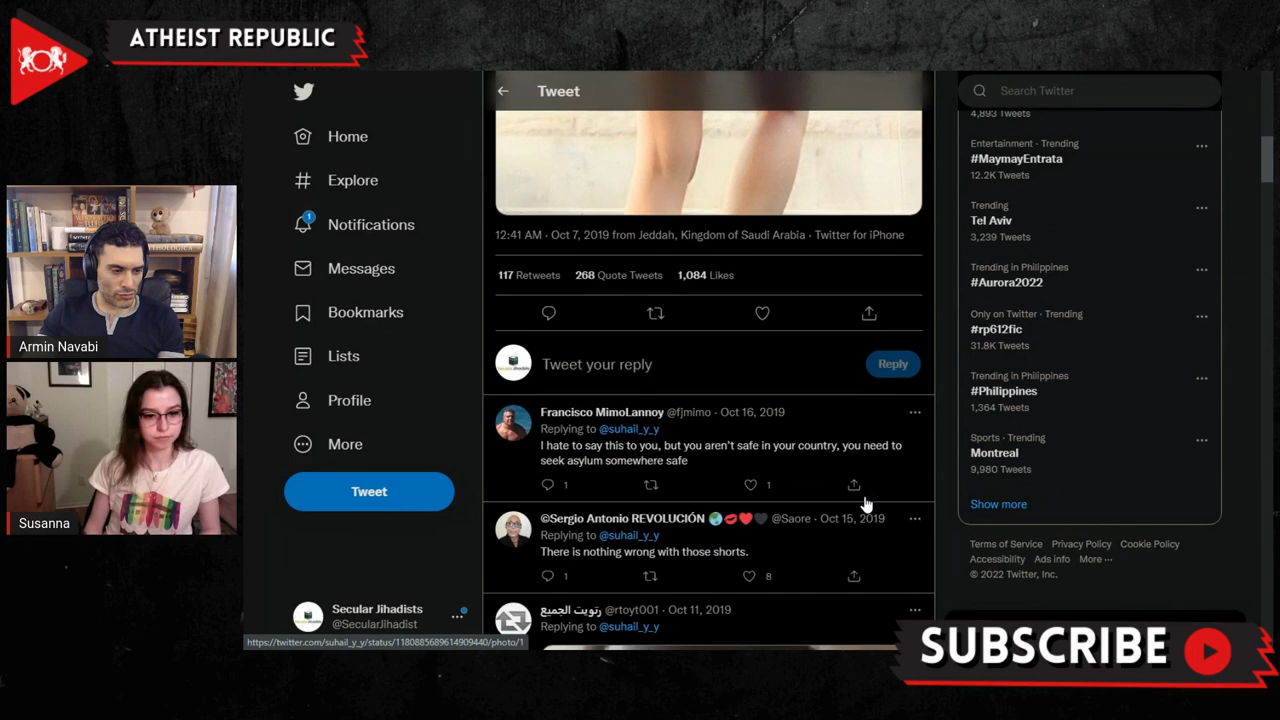 ATHEIST REPUBLIC
Armin Navabi
Susanna
Home
Explore
1
Notifications
Messages
Bookmarks
Lists
Profile
More
Tweet
Secular Jihadists
@SecularJihadist
https://twitter.com/suhail_y_y/status/1180885689614909440/photo/1
Tweet
12:41 AM · Oct 7, 2019 from Jeddah, Kingdom of Saudi Arabia · Twitter for iPhone
117 Retweets 268 Quote Tweets 1,084 Likes
Tweet your reply
Reply
Francisco MimoLannoy @fjmimo · Oct 16, 2019
Replying to @suhail_y_y
I hate to say this to you, but you aren't safe in your country, you need to
seek asylum somewhere safe
1 1
©Sergio Antonio REVOLUCIÓN 🌎💋❤️🖤 @Saore · Oct 15, 2019
Replying to @suhail_y_y
There is nothing wrong with those shorts.
1 8
رتويت الجميع @rtoyt001 · Oct 11, 2019
Replying to @suhail_y_y
Search Twitter
4,893 Tweets
Entertainment · Trending
#MaymayEntrata
12.2K Tweets
Trending
Tel Aviv
3,239 Tweets
Trending in Philippines
#Aurora2022
Only on Twitter · Trending
#rp612fic
31.8K Tweets
Trending in Philippines
#Philippines
1,364 Tweets
Sports · Trending
Montreal
9,980 Tweets
Show more
Terms of Service Privacy Policy Cookie Policy
Accessibility Ads info More ···
© 2022 Twitter, Inc.
SUBSCRIBE